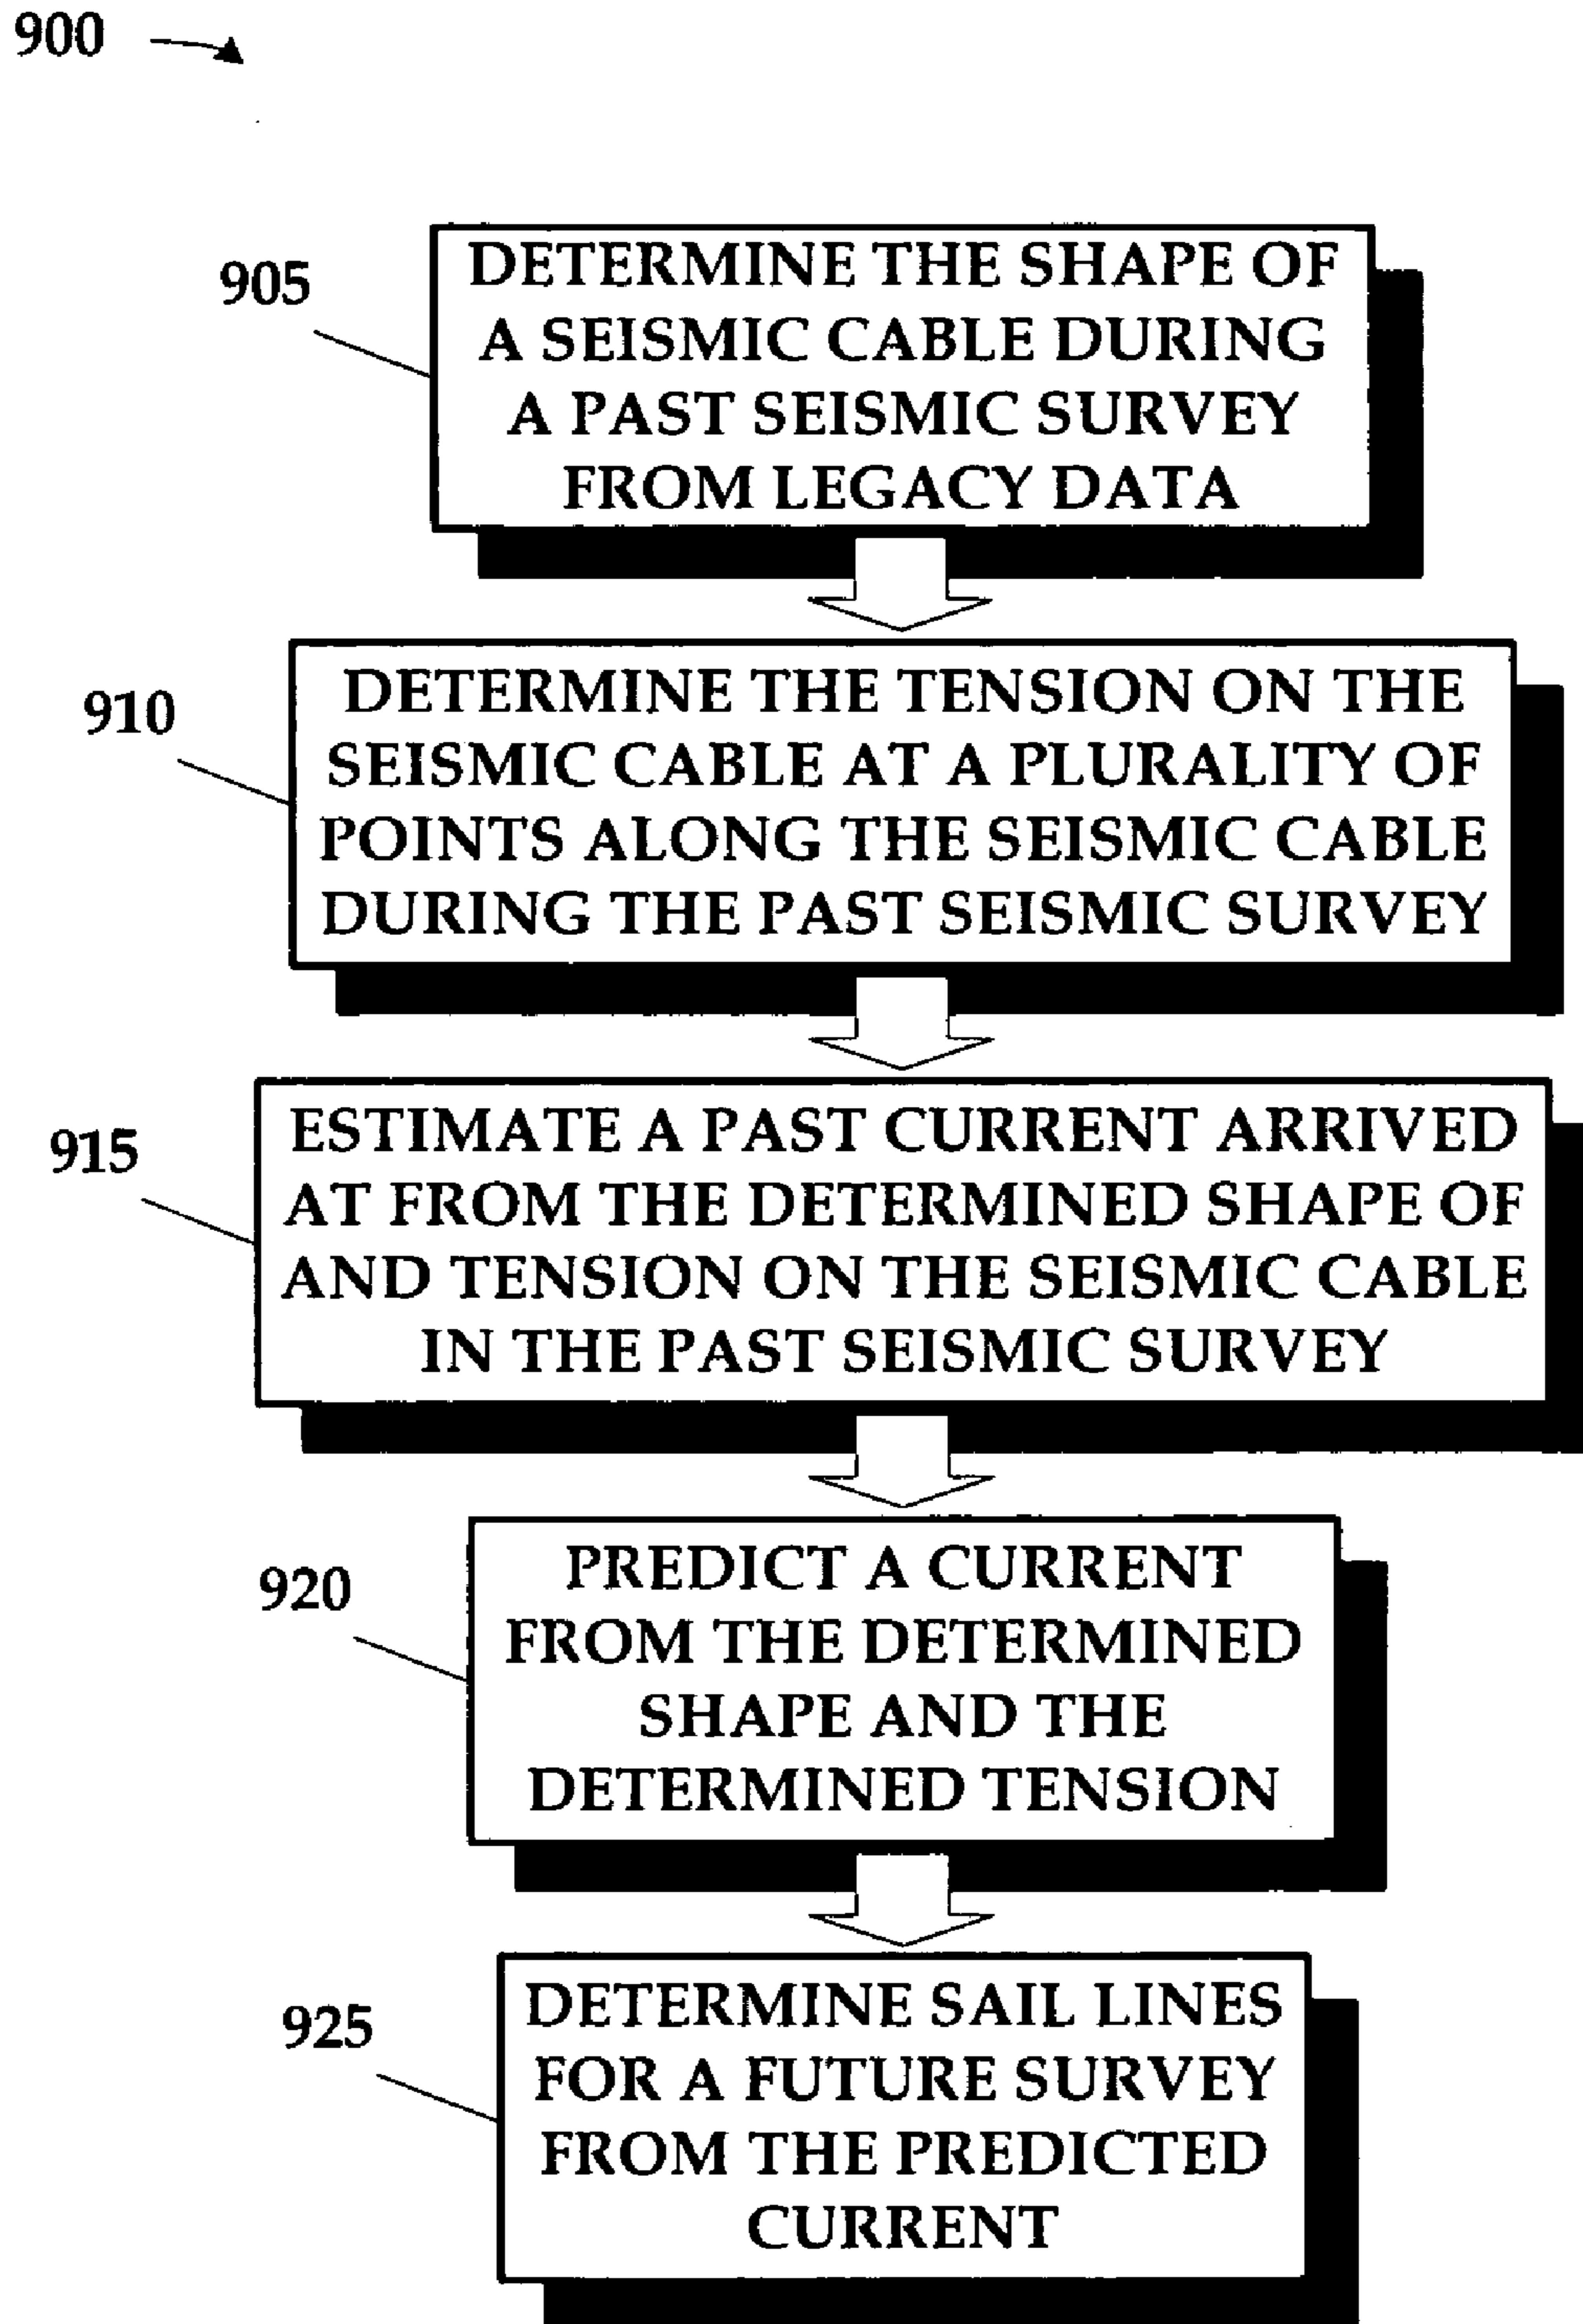 900
905
DETERMINE THE SHAPE OF
A SEISMIC CABLE DURING
A PAST SEISMIC SURVEY
FROM LEGACY DATA
910
DETERMINE THE TENSION ON THE
SEISMIC CABLE AT A PLURALITY OF
POINTS ALONG THE SEISMIC CABLE
DURING THE PAST SEISMIC SURVEY
915
ESTIMATE A PAST CURRENT ARRIVED
AT FROM THE DETERMINED SHAPE OF
AND TENSION ON THE SEISMIC CABLE
IN THE PAST SEISMIC SURVEY
920
PREDICT A CURRENT
FROM THE DETERMINED
SHAPE AND THE
DETERMINED TENSION
925
DETERMINE SAIL LINES
FOR A FUTURE SURVEY
FROM THE PREDICTED
CURRENT